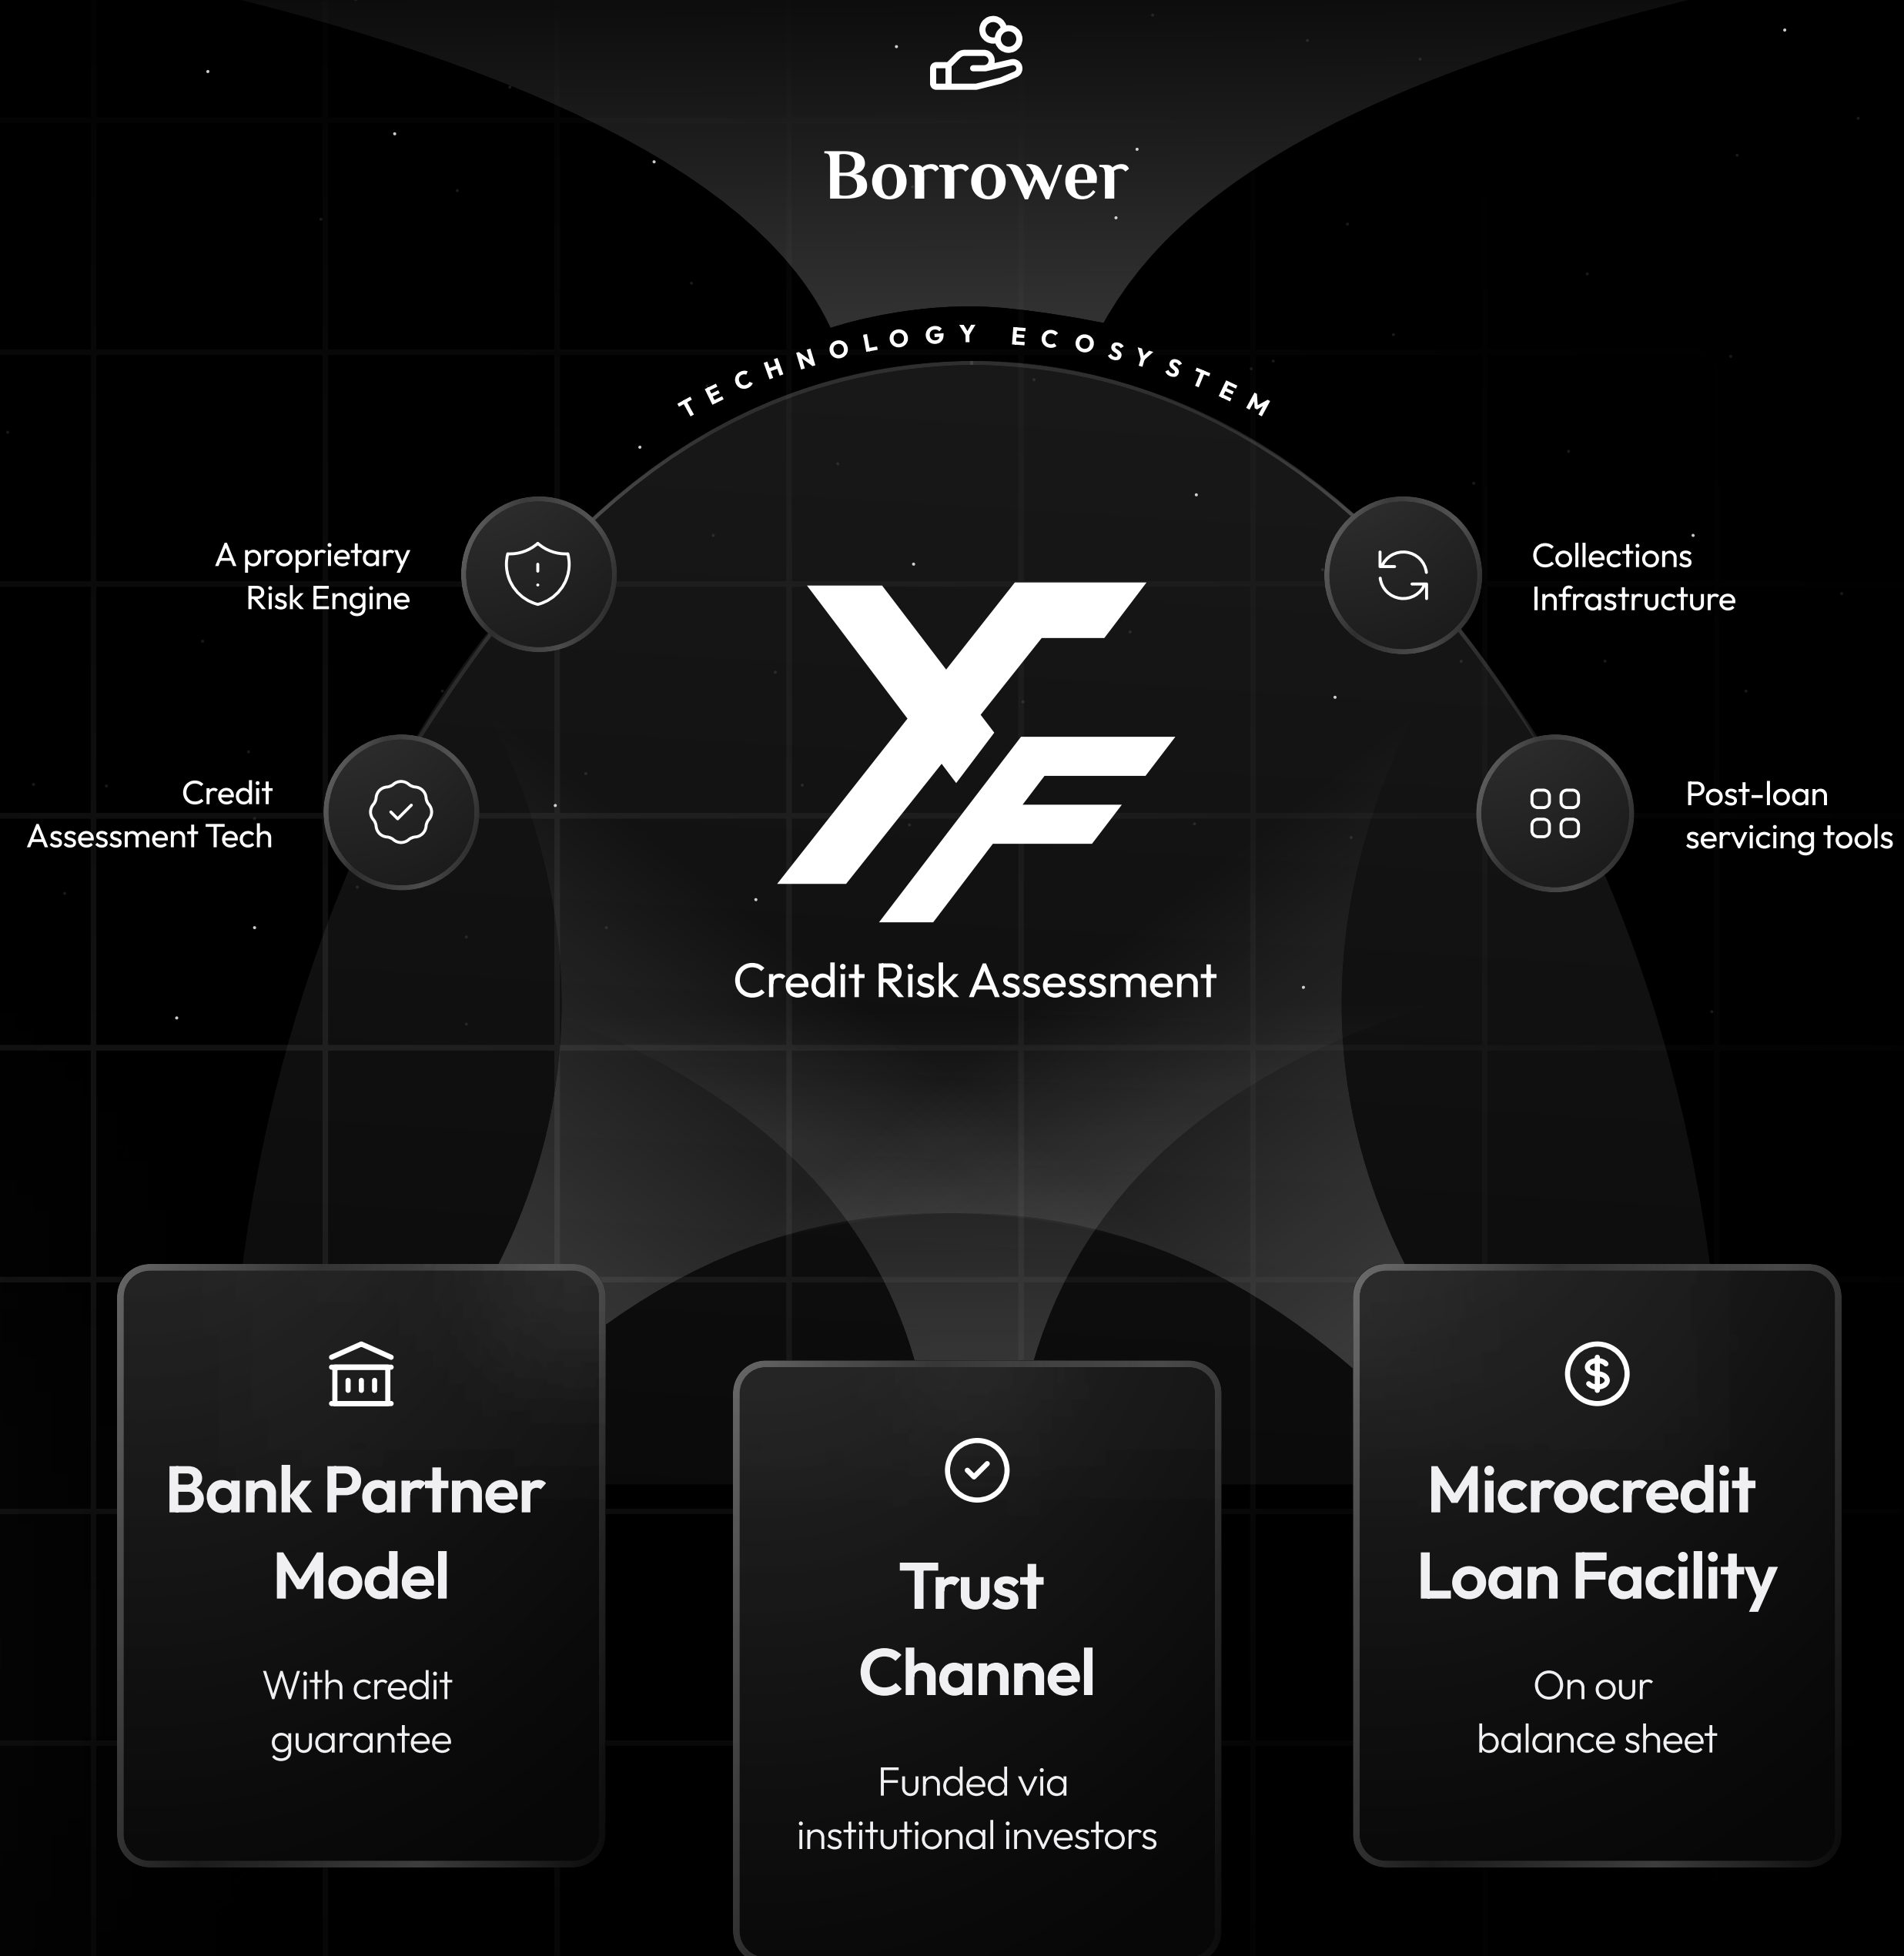 Borrower
TECHNOLOGY ECOSYSTEM
A proprietary
Risk Engine
Collections
Infrastructure
YF
Credit
Assessment Tech
Post-loan
servicing tools
Credit Risk Assessment
Bank Partner
Model
With credit
guarantee
Trust
Channel
Funded via
institutional investors
Microcredit
Loan Facility
On our
balance sheet